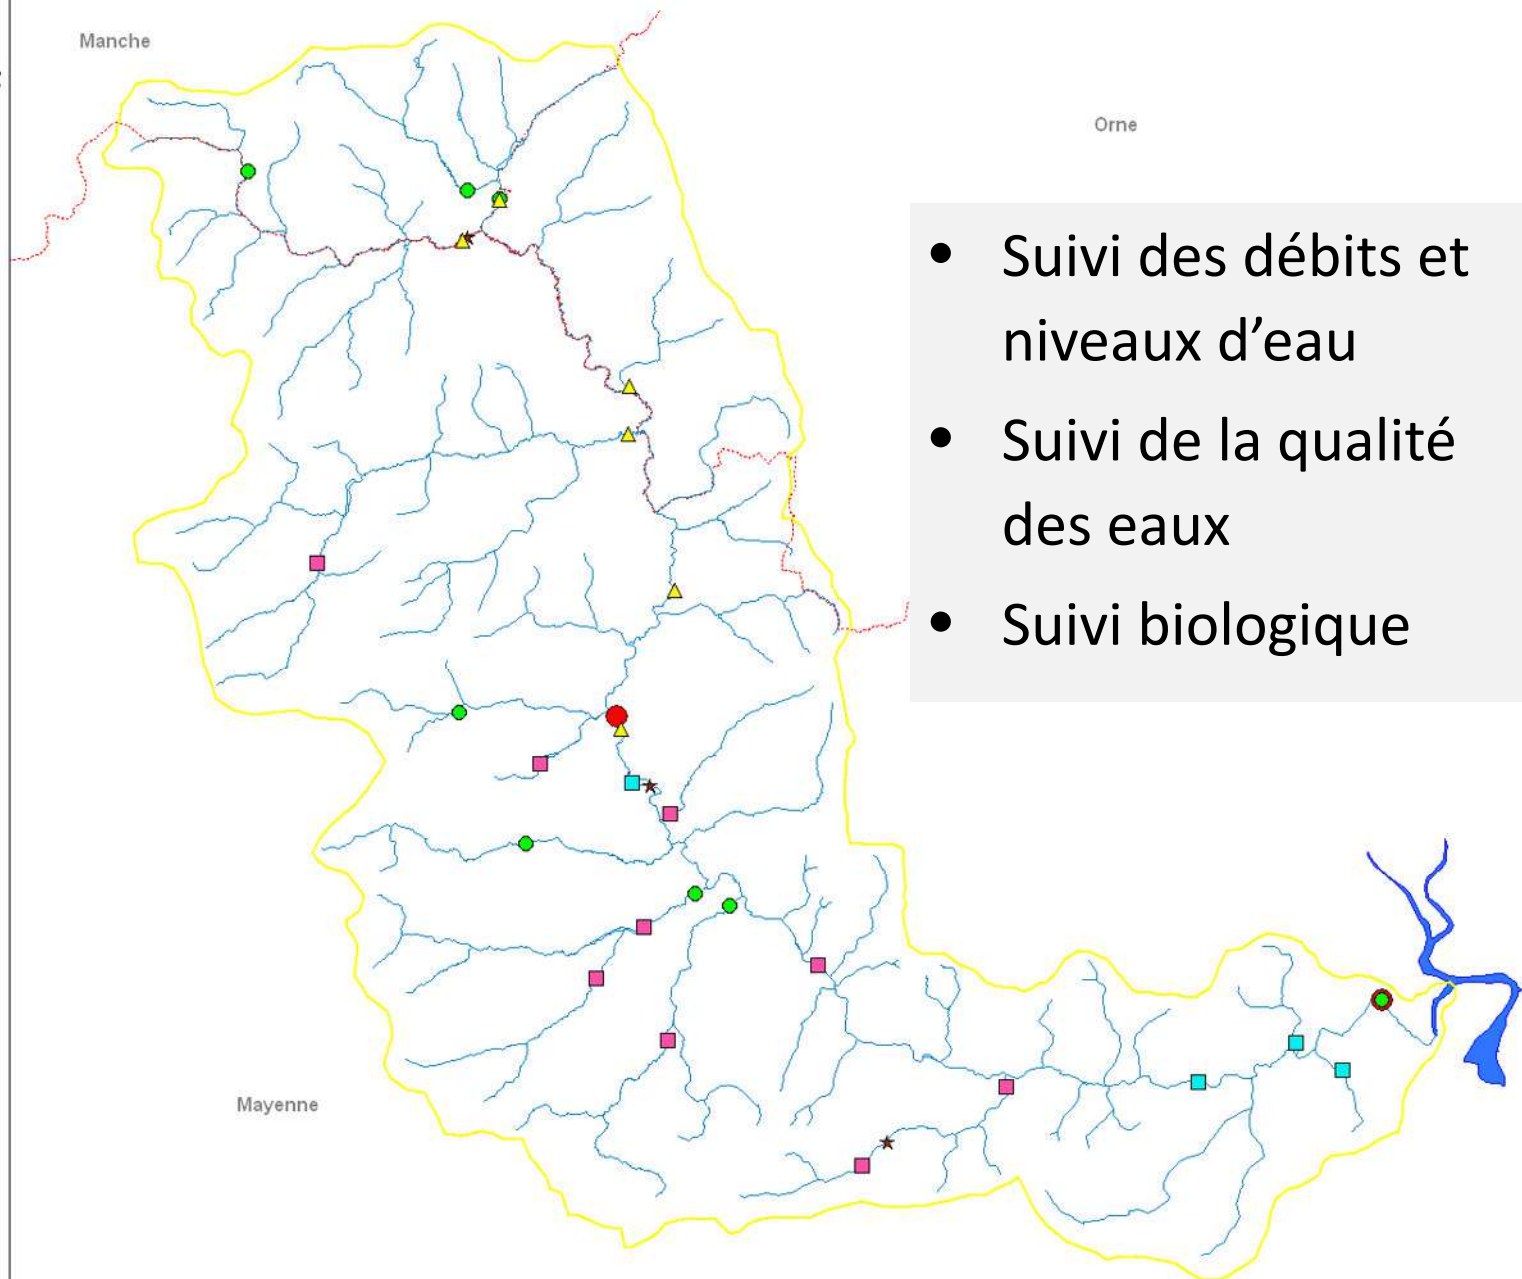 Manche
Orne
• Suivi des débits et
niveaux d’eau
• Suivi de la qualité
des eaux
• Suivi biologique
Mayenne